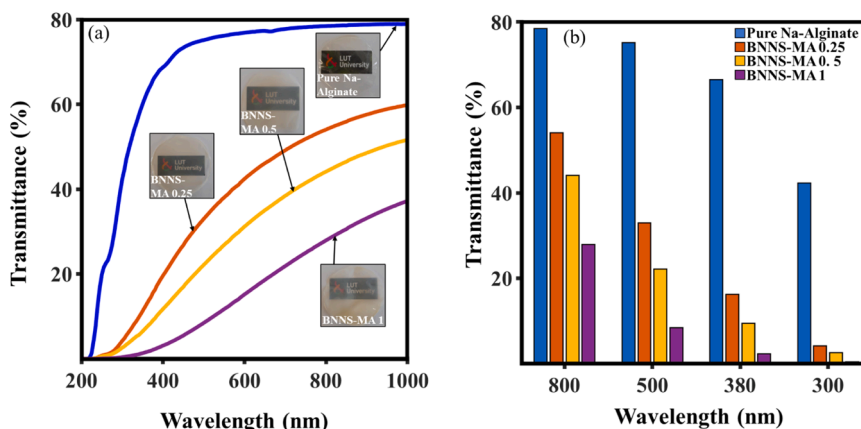 (a)
Transmittance (%)
80
60
40
20
0
200
400
600
800
1000
Wavelength (nm)
LUT
University
Pure Na-
Alginate
LUT
University
BNNS-
MA 0.5
LUT
University
BNNS-
MA 0.25
LUT
University
BNNS-MA 1
(b)
Transmittance (%)
80
60
40
20
800
500
380
300
Wavelength (nm)
Pure Na-Alginate
BNNS-MA 0.25
BNNS-MA 0. 5
BNNS-MA 1